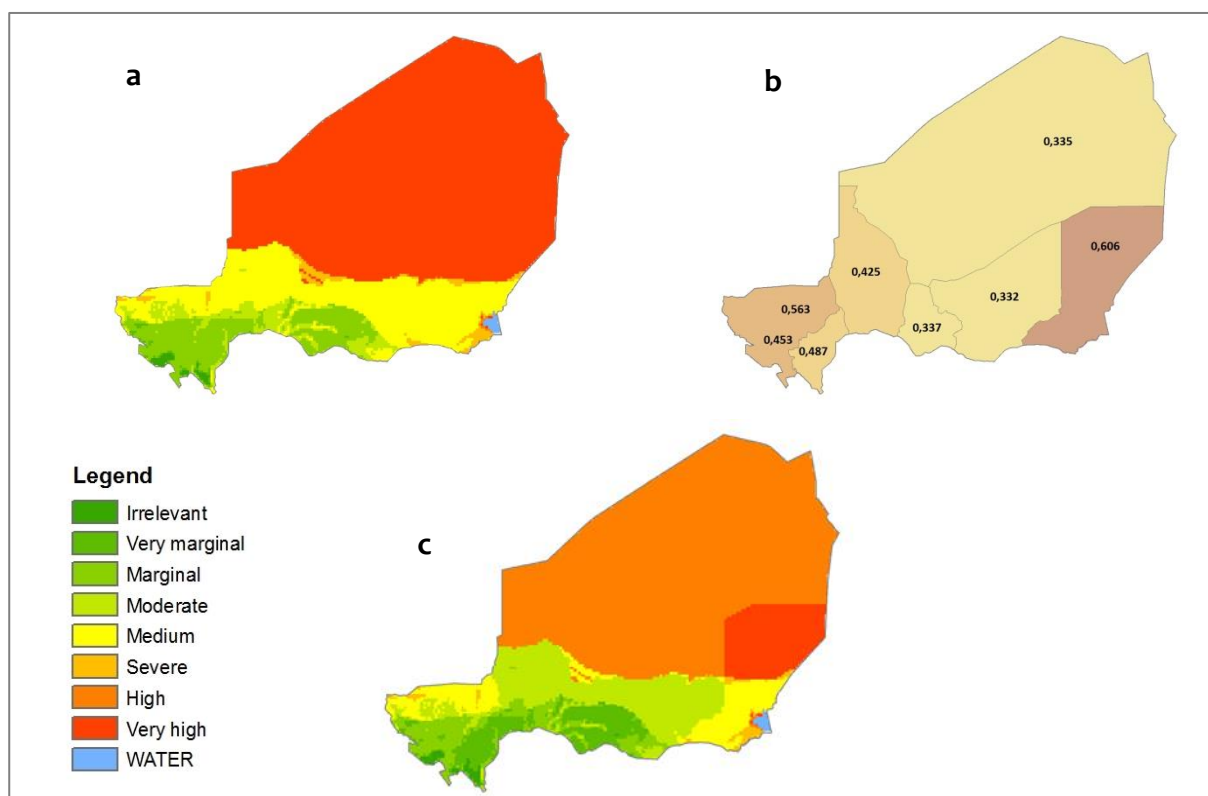 a
b
0,335
0,606
0,425
0,332
0,563
0,337
0,453
0,487
Legend
Irrelevant
Very marginal
Marginal
Moderate
Medium
Severe
High
Very high
WATER
c